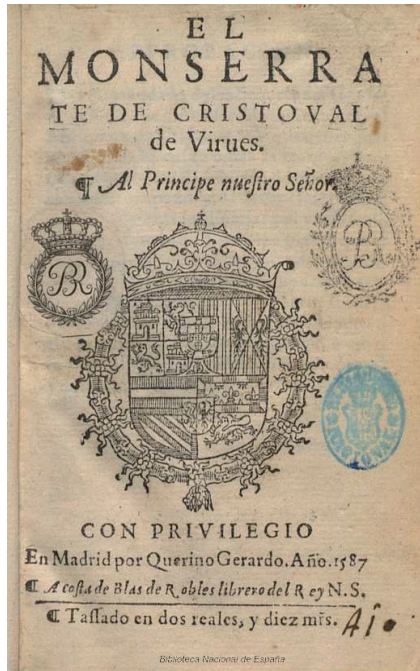 EL
MONSERRA
TE DE CRISTOVAL
de Virues.
¶ Al Principe nueſtro Señor.
BR
BR
CON PRIVILEGIO
En Madrid por Querino Gerardo. Año. 1587
¶ A coſta de Blas de Robles librero del Rey N.S.
¶ Taſſado en dos reales, y diez mrs.
Biblioteca Nacional de España